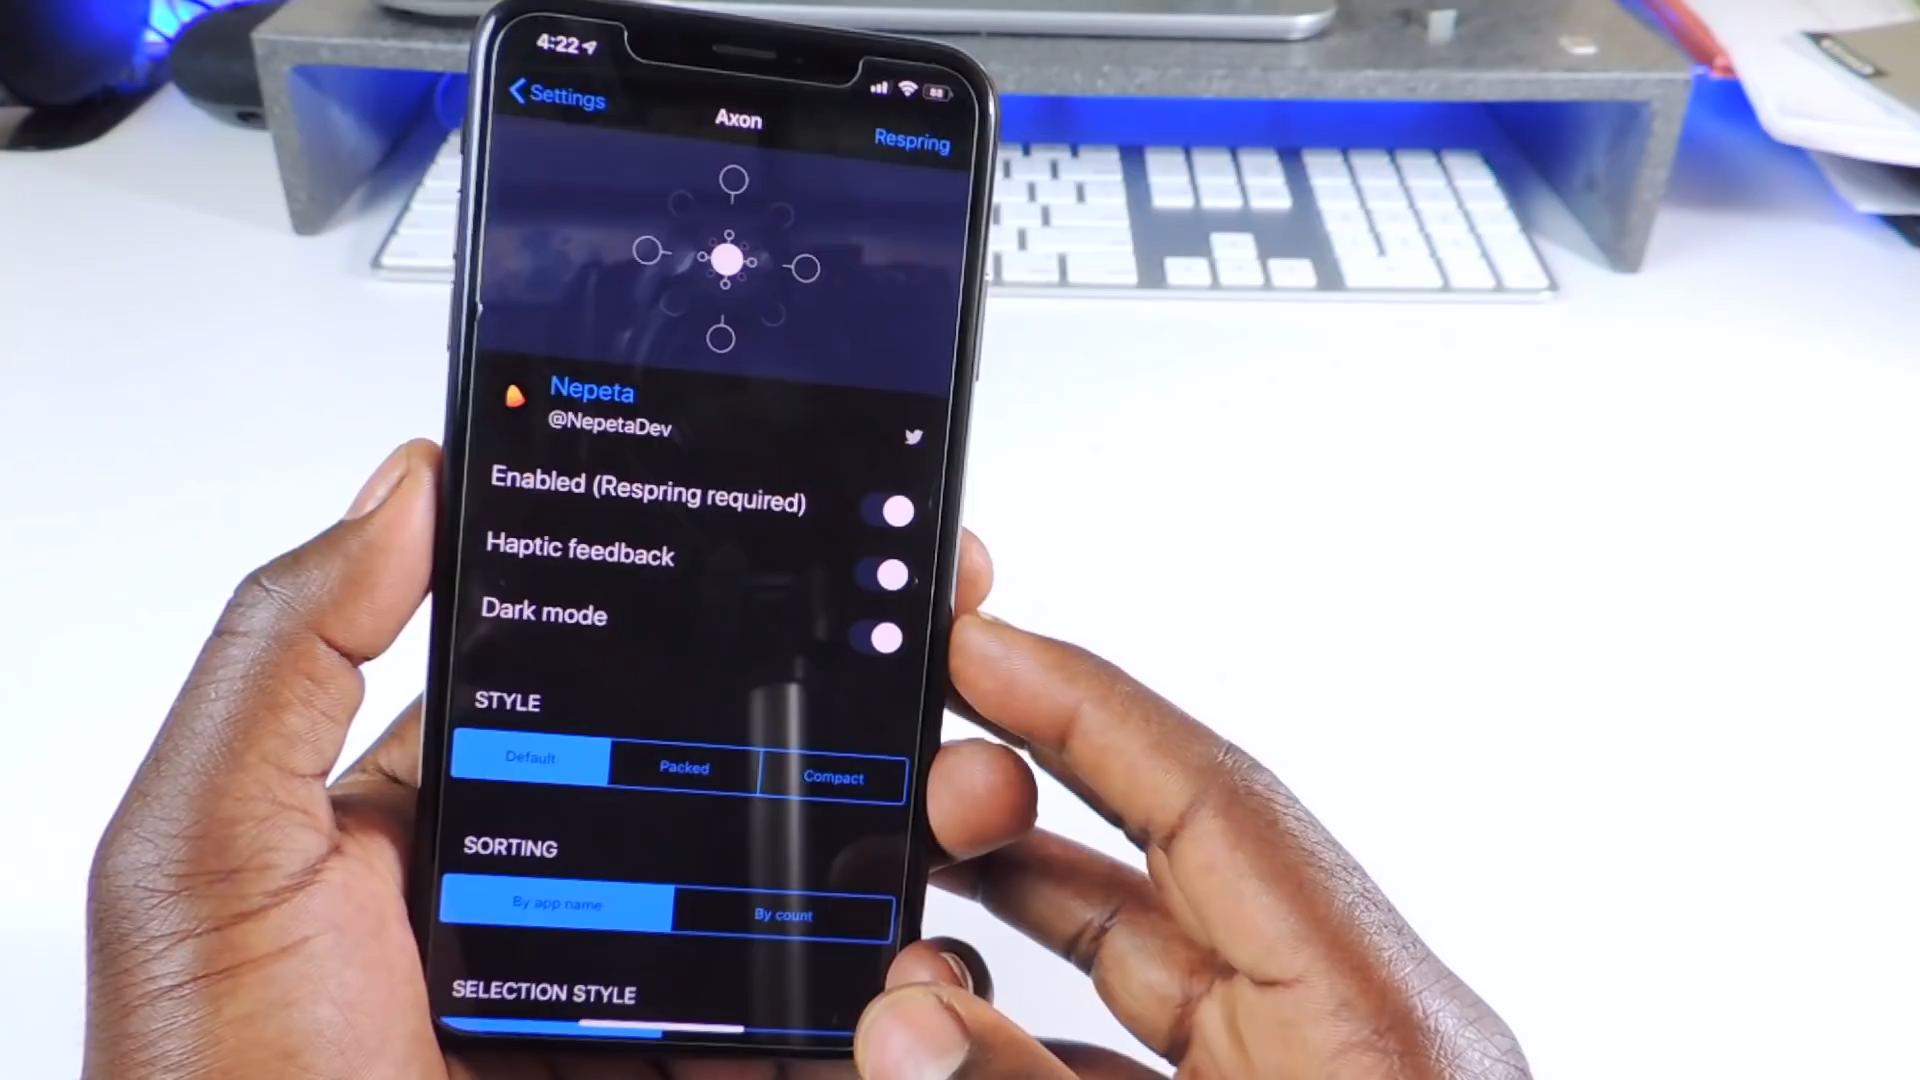 4:22
88
Settings
Axon
Respring
Nepeta
@NepetaDev
Enabled (Respring required)
Haptic feedback
Dark mode
STYLE
Default
Packed
Compact
SORTING
By app name
By count
SELECTION STYLE